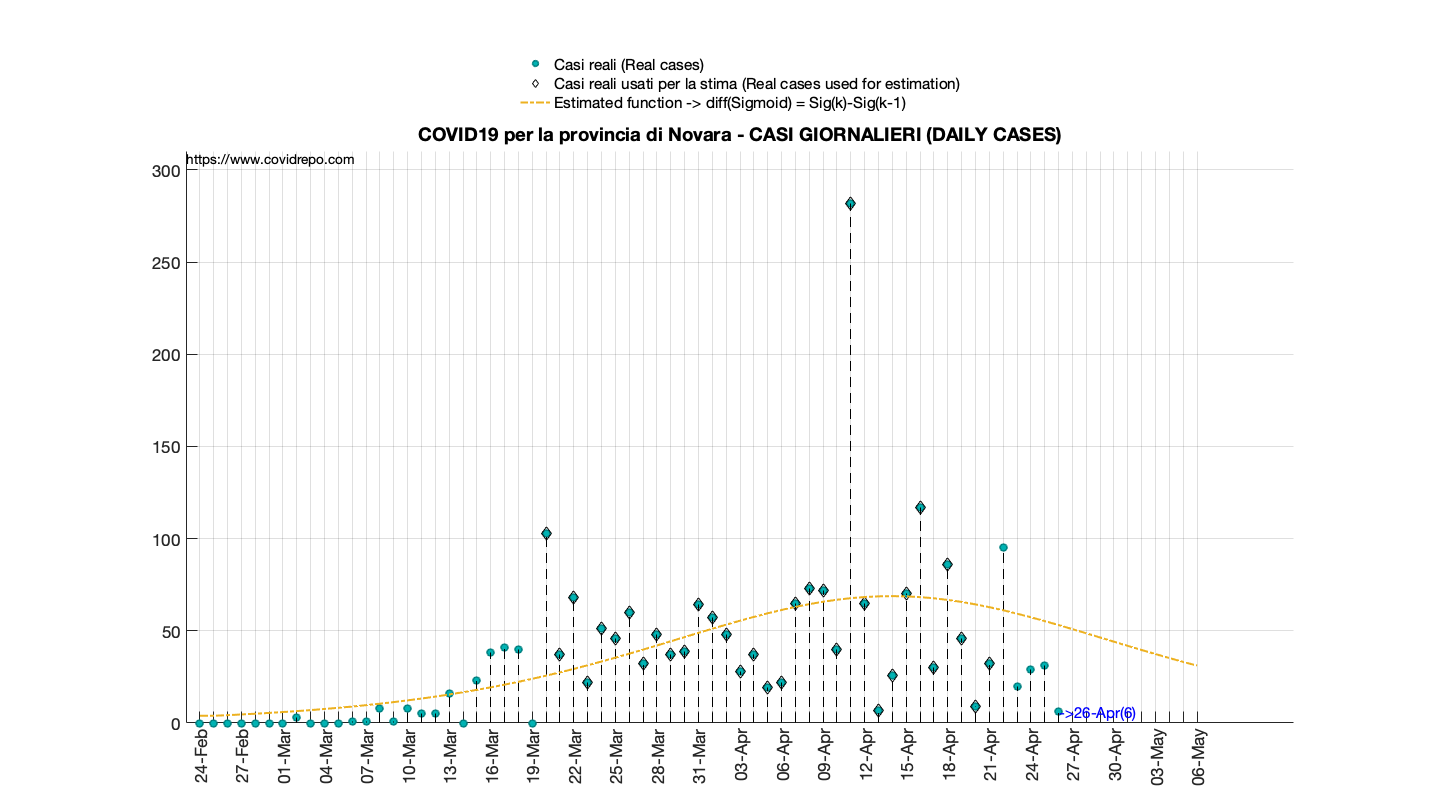 Casi reali (Real cases)
Casi reali usati per la stima (Real cases used for estimation)
Estimated function -> diff(Sigmoid) = Sig(k)-Sig(k-1)
COVID19 per la provincia di Novara - CASI GIORNALIERI (DAILY CASES)
https://www.covidrepo.com
300
250
200
150
100
50
0
->26-Apr(6)
24-Feb
27-Feb
01-Mar
04-Mar
07-Mar
10-Mar
13-Mar
16-Mar
19-Mar
22-Mar
25-Mar
28-Mar
31-Mar
03-Apr
06-Apr
09-Apr
12-Apr
15-Apr
18-Apr
21-Apr
24-Apr
27-Apr
30-Apr
03-May
06-May